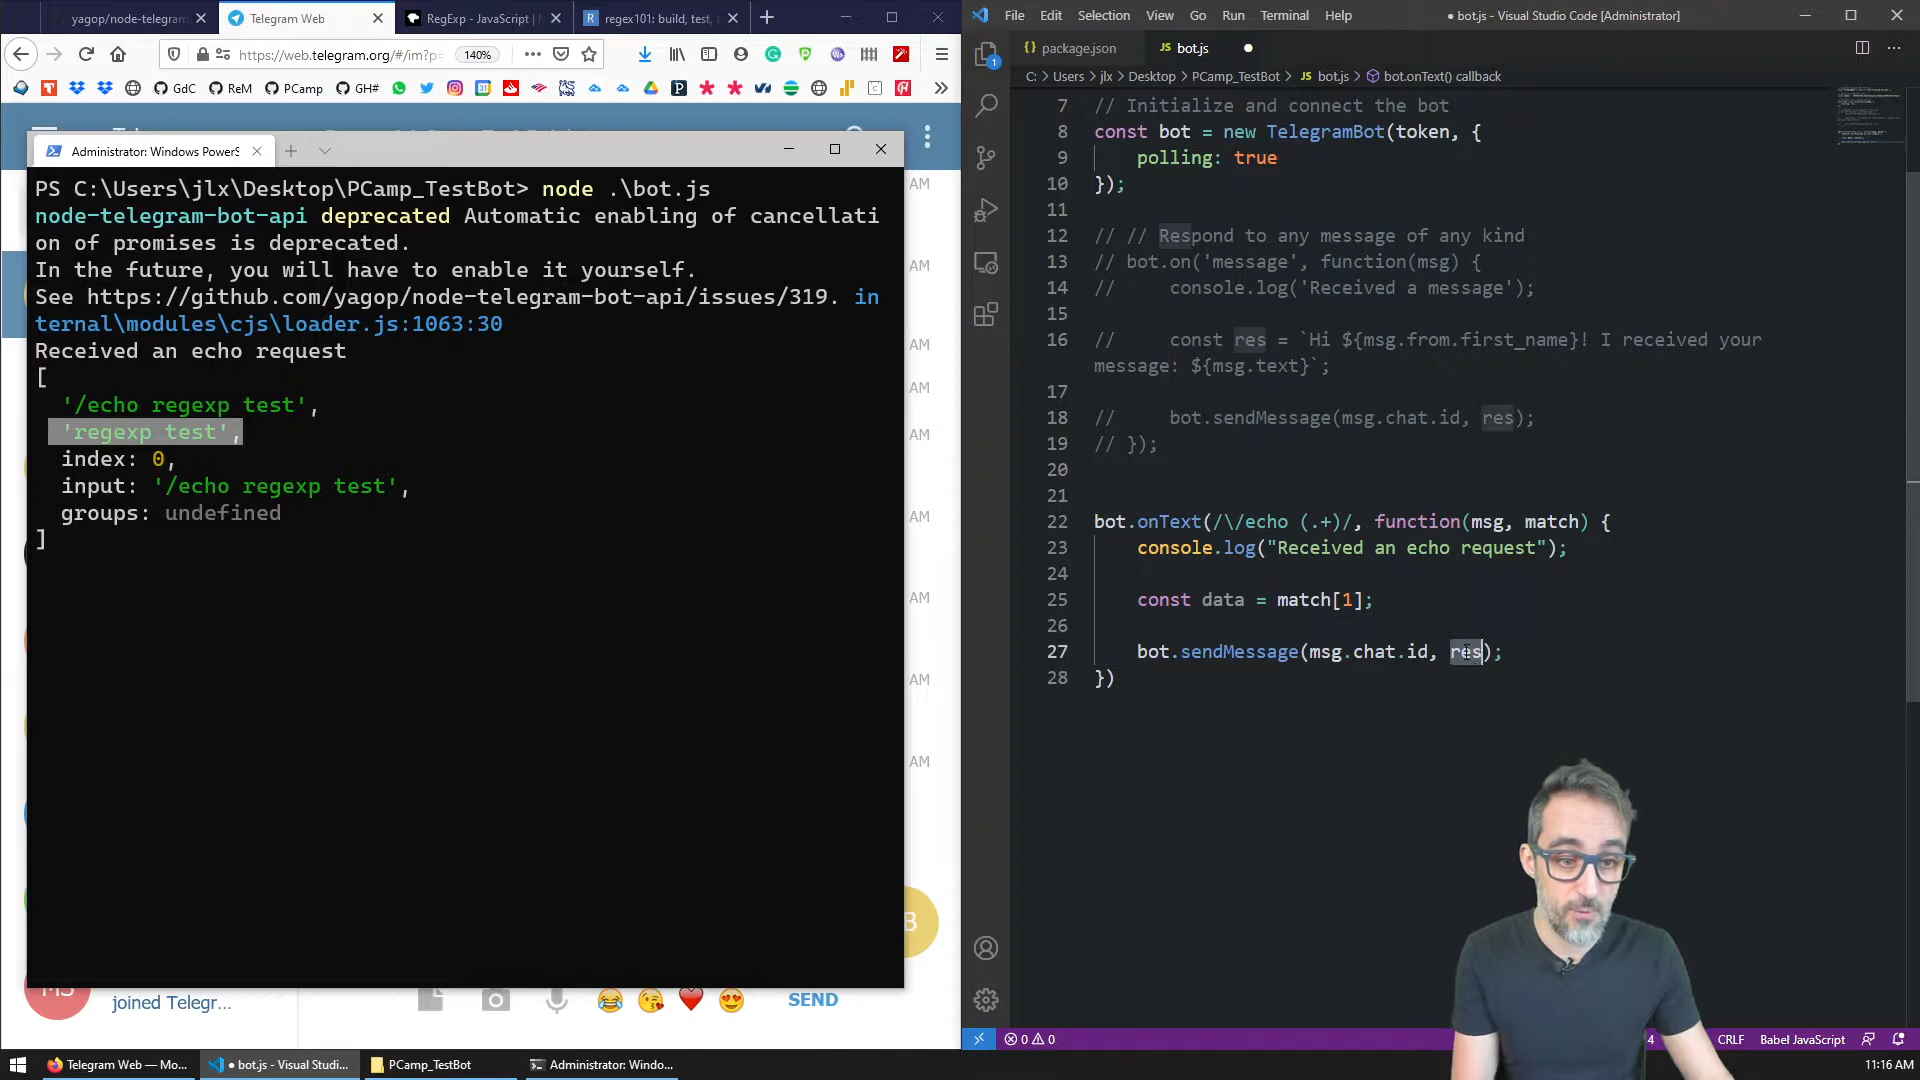 yagop/node-telegram
Telegram Web
RegExp - JavaScript |
regex101: build, test,
https://web.telegram.org/#/im?p=
140%
GdC
ReM
PCamp
GH#
Administrator: Windows PowerS
PS C:\Users\jlx\Desktop\PCamp_TestBot> node .\bot.js
node-telegram-bot-api deprecated Automatic enabling of cancellati
on of promises is deprecated.
In the future, you will have to enable it yourself.
See https://github.com/yagop/node-telegram-bot-api/issues/319. in
ternal\modules\cjs\loader.js:1063:30
Received an echo request
[
'/echo regexp test',
'regexp test',
index: 0,
input: '/echo regexp test',
groups: undefined
]
AM
AM
AM
AM
AM
AM
AM
AM
B
MS
joined Telegr...
SEND
File Edit Selection View Go Run Terminal Help
● bot.js - Visual Studio Code [Administrator]
package.json
JS bot.js
C: > Users > jlx > Desktop > PCamp_TestBot > JS bot.js > bot.onText() callback
1
7 // Initialize and connect the bot
8 const bot = new TelegramBot(token, {
9 polling: true
10 });
11
12 // // Respond to any message of any kind
13 // bot.on('message', function(msg) {
14 // console.log('Received a message');
15
16 // const res = `Hi ${msg.from.first_name}! I received your
message: ${msg.text}`;
17
18 // bot.sendMessage(msg.chat.id, res);
19 // });
20
21
22 bot.onText(/\/echo (.+)/, function(msg, match) {
23 console.log("Received an echo request");
24
25 const data = match[1];
26
27 bot.sendMessage(msg.chat.id, res);
28 })
0 0
4
CRLF
Babel JavaScript
Telegram Web — Mo...
● bot.js - Visual Studi...
PCamp_TestBot
Administrator: Windo...
11:16 AM